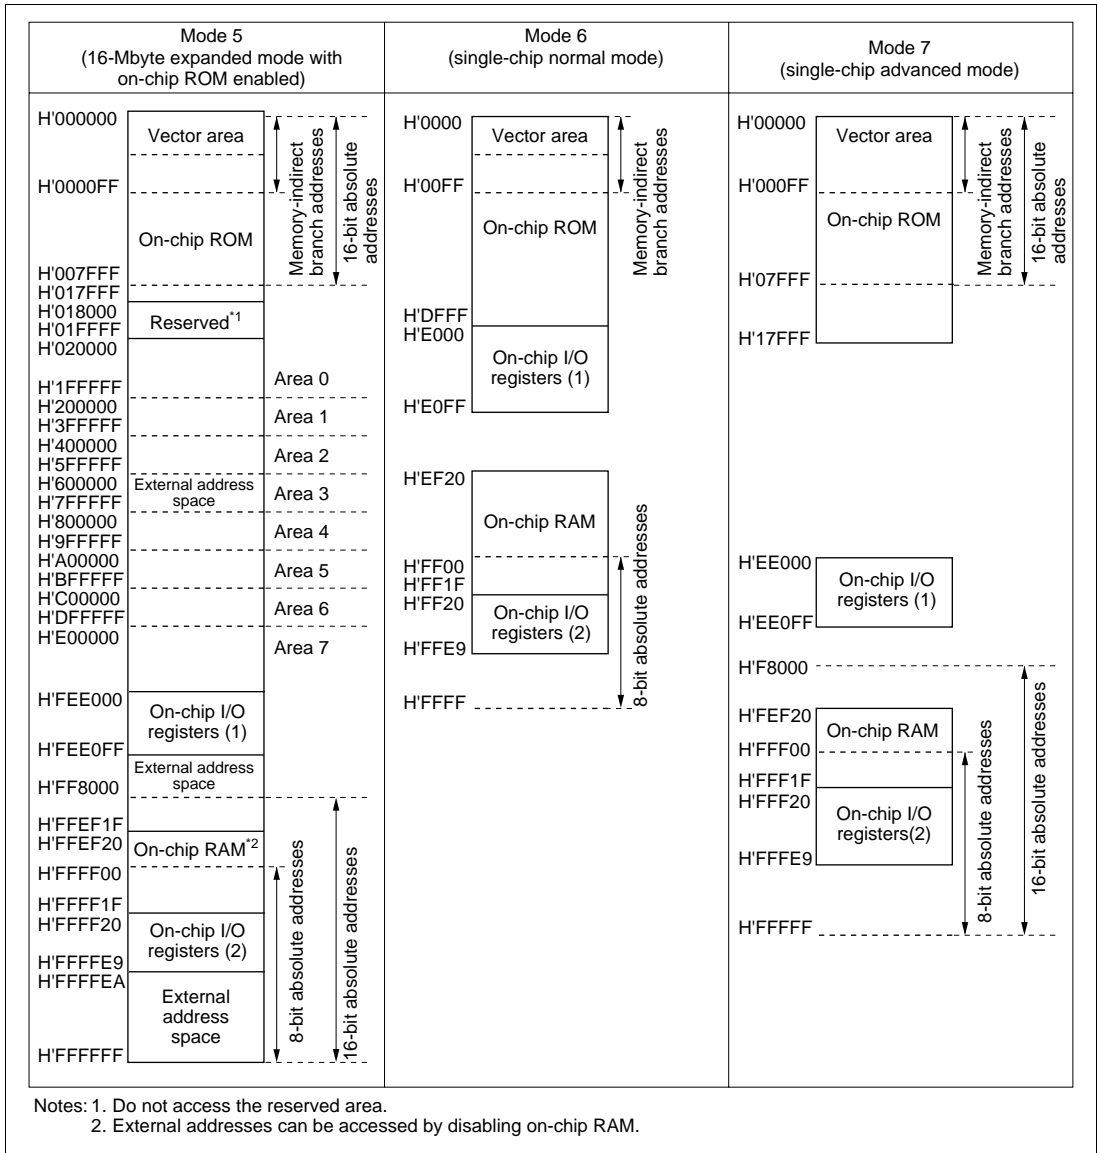 Mode 5
(16-Mbyte expanded mode with
on-chip ROM enabled)
H'000000
Vector area
H'0000FF
On-chip ROM
H'007FFF
H'017FFF
H'018000
Reserved*1
H'01FFFF
H'020000
H'1FFFFF
Area 0
H'200000
Area 1
H'3FFFFF
H'400000
Area 2
H'5FFFFF
H'600000
External address
space
Area 3
H'7FFFFF
H'800000
Area 4
H'9FFFFF
H'A00000
Area 5
H'BFFFFF
H'C00000
Area 6
H'DFFFFF
H'E00000
Area 7
H'FEE000
On-chip I/O
registers (1)
H'FEE0FF
External address
space
H'FF8000
H'FFEF1F
H'FFEF20
On-chip RAM*2
H'FFFF00
H'FFFF1F
H'FFFF20
On-chip I/O
registers (2)
H'FFFFE9
H'FFFFEA
External
address
space
H'FFFFFF
Memory-indirect
branch addresses
16-bit absolute
addresses
8-bit absolute addresses
16-bit absolute addresses
Mode 6
(single-chip normal mode)
H'0000
Vector area
H'00FF
On-chip ROM
H'DFFF
H'E000
On-chip I/O
registers (1)
H'E0FF
H'EF20
On-chip RAM
H'FF00
H'FF1F
H'FF20
On-chip I/O
registers (2)
H'FFE9
H'FFFF
Memory-indirect
branch addresses
8-bit absolute addresses
Mode 7
(single-chip advanced mode)
H'00000
Vector area
H'000FF
On-chip ROM
H'07FFF
H'17FFF
H'EE000
On-chip I/O
registers (1)
H'EE0FF
H'F8000
H'FEF20
On-chip RAM
H'FFF00
H'FFF1F
H'FFF20
On-chip I/O
registers(2)
H'FFFE9
H'FFFFF
Memory-indirect
branch addresses
16-bit absolute
addresses
8-bit absolute addresses
16-bit absolute addresses
Notes: 1. Do not access the reserved area.
2. External addresses can be accessed by disabling on-chip RAM.